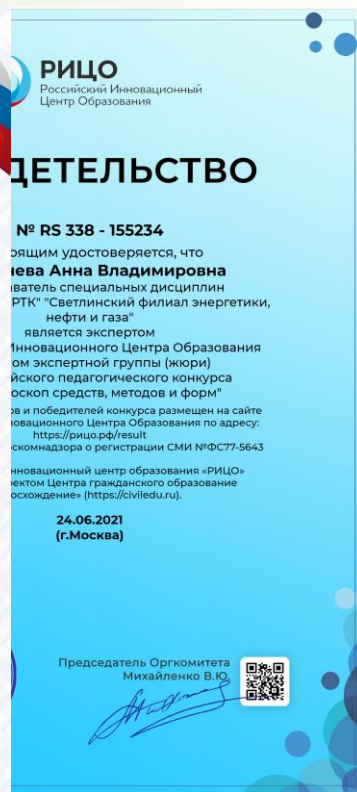 РИЦО
Российский Инновационный
Центр Образования
ДЕТЕЛЬСТВО
№ RS 338 - 155234
оящим удостоверяется, что
нева Анна Владимировна
аватель специальных дисциплин
РТК" "Светлинский филиал энергетики,
нефти и газа"
является экспертом
Инновационного Центра Образования
ом экспертной группы (жюри)
йского педагогического конкурса
оскоп средств, методов и форм"
ов и победителей конкурса размещен на сайте
новационного Центра Образования по адресу:
https://рицо.рф/result
скомнадзора о регистрации СМИ №ФС77-5643
нновационный центр образования «РИЦО»
ектом Центра гражданского образование
осхождение» (https://civiledu.ru).
24.06.2021
(г.Москва)
Председатель Оргкомитета
Михайленко В.Ю.